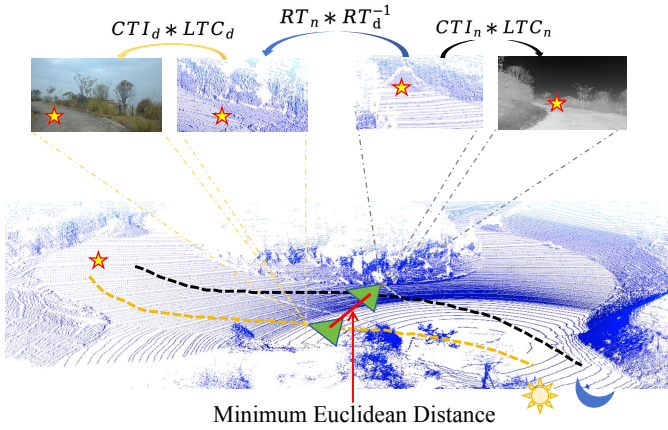 $CTI_d * LTC_d$
$RT_n * RT_d^{-1}$
$CTI_n * LTC_n$
Minimum Euclidean Distance